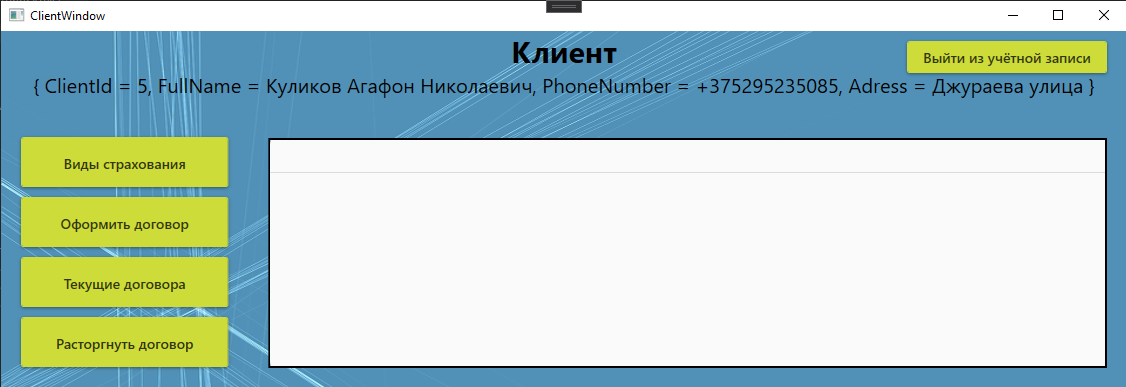 ClientWindow
Клиент
Выйти из учётной записи
{ ClientId = 5, FullName = Куликов Агафон Николаевич, PhoneNumber = +375295235085, Adress = Джураева улица }
Виды страхования
Оформить договор
Текущие договора
Расторгнуть договор